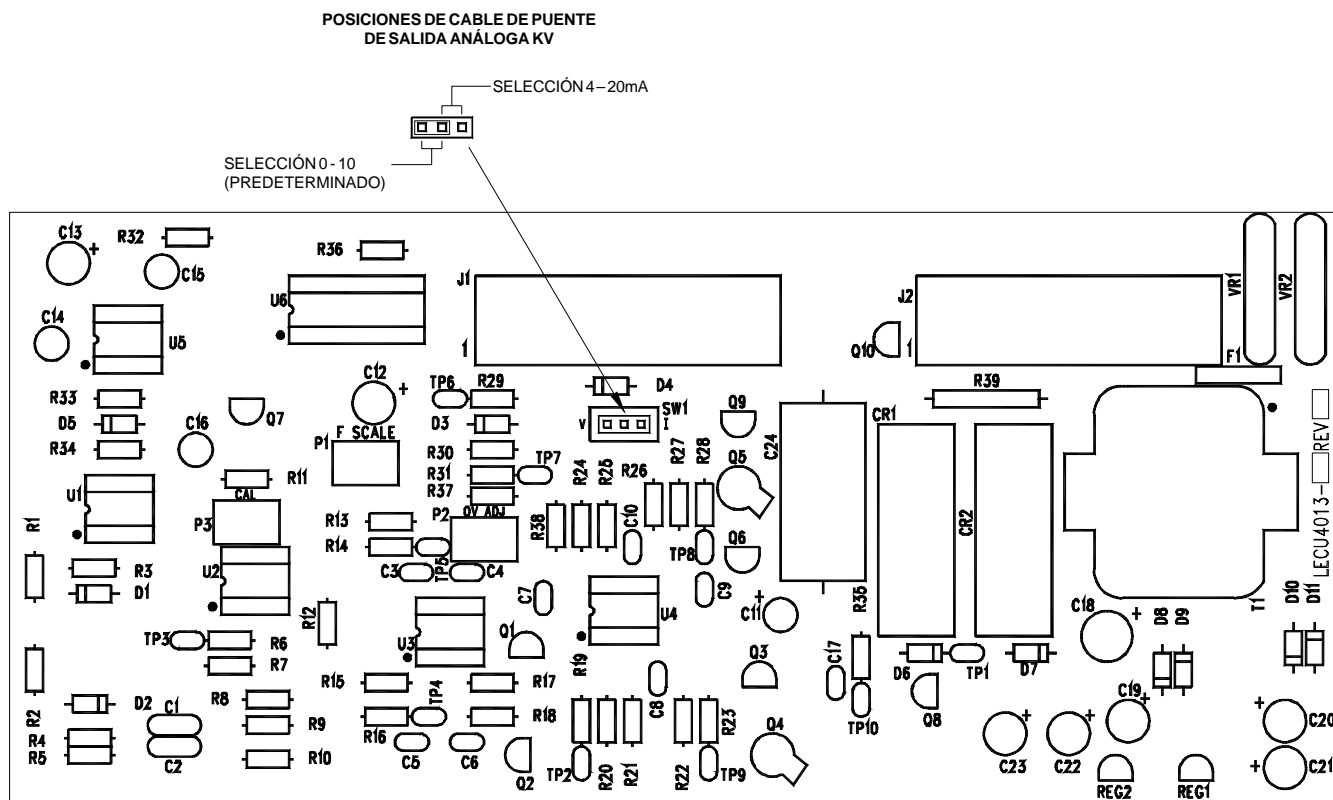 POSICIONES DE CABLE DE PUENTE
DE SALIDA ANÁLOGA KV
SELECCIÓN 4–20mA
SELECCIÓN 0 - 10
(PREDETERMINADO)
C13
+
R32
C15
R36
U6
J1
1
J2
1
Q10
VR1
VR2
F1
C14
U5
R33
D5
R34
Q7
C16
C12
+
TP6
R29
D4
SW1
V
I
Q9
R39
CR1
C24
P1
F SCALE
D3
R30
R31
TP7
R37
R24
R25
R26
R27
R28
Q5
CR2
LECU4013-
REV
U1
R11
CAL
P3
R13
R14
P2
OV ADJ
R38
C10
TP8
Q6
R1
R3
D1
U2
C3
TP5
C4
C7
C9
R12
U3
Q1
R19
U4
C11
+
R35
C18
+
T1
D10
D11
D8
D9
TP3
R6
R7
R15
TP4
R17
C8
Q3
C17
D6
TP1
D7
R2
D2
C1
R8
R9
R16
R18
R23
Q4
TP10
Q8
C19
+
C20
+
R4
R5
C2
R10
C5
C6
Q2
TP2
R20
R21
R22
TP9
C23
+
C22
+
REG2
REG1
C21
+